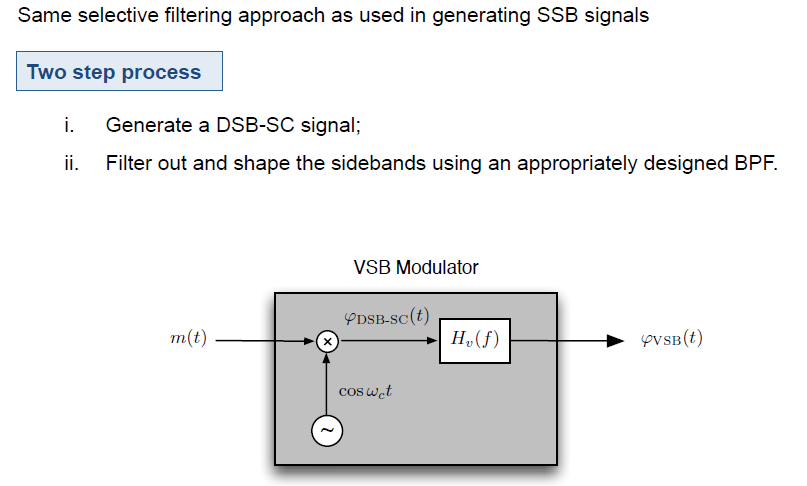 Same selective filtering approach as used in generating SSB signals
Two step process
i. Generate a DSB-SC signal;
ii. Filter out and shape the sidebands using an appropriately designed BPF.
VSB Modulator
φDSB-SC(t)
m(t)
×
Hv(f)
φVSB(t)
cos ωct
~